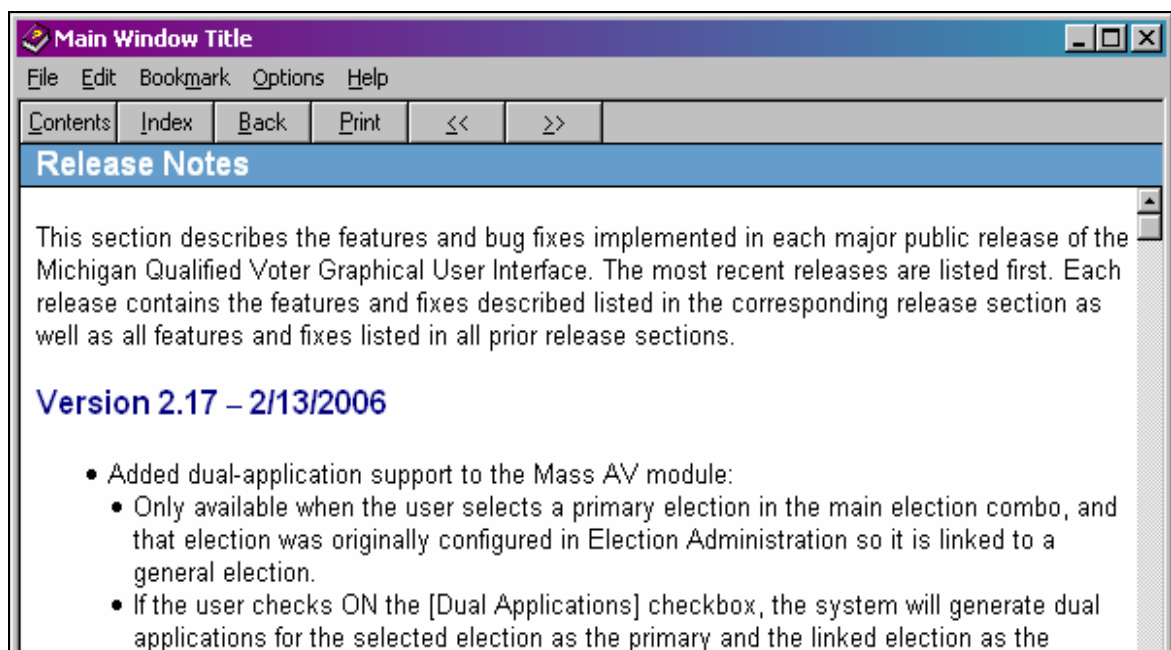 Main Window Title
File Edit Bookmark Options Help
Contents Index Back Print << >>
Release Notes
This section describes the features and bug fixes implemented in each major public release of the
Michigan Qualified Voter Graphical User Interface. The most recent releases are listed first. Each
release contains the features and fixes described listed in the corresponding release section as
well as all features and fixes listed in all prior release sections.
Version 2.17 – 2/13/2006
• Added dual-application support to the Mass AV module:
• Only available when the user selects a primary election in the main election combo, and
that election was originally configured in Election Administration so it is linked to a
general election.
• If the user checks ON the [Dual Applications] checkbox, the system will generate dual
applications for the selected election as the primary and the linked election as the